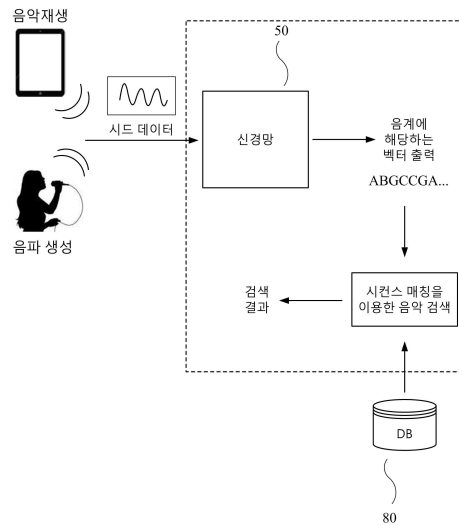 음악재생
50
시드 데이터
신경망
음계에
해당하는
벡터 출력
ABGCCGA...
음파 생성
검색
결과
시컨스 매칭을
이용한 음악 검색
DB
80